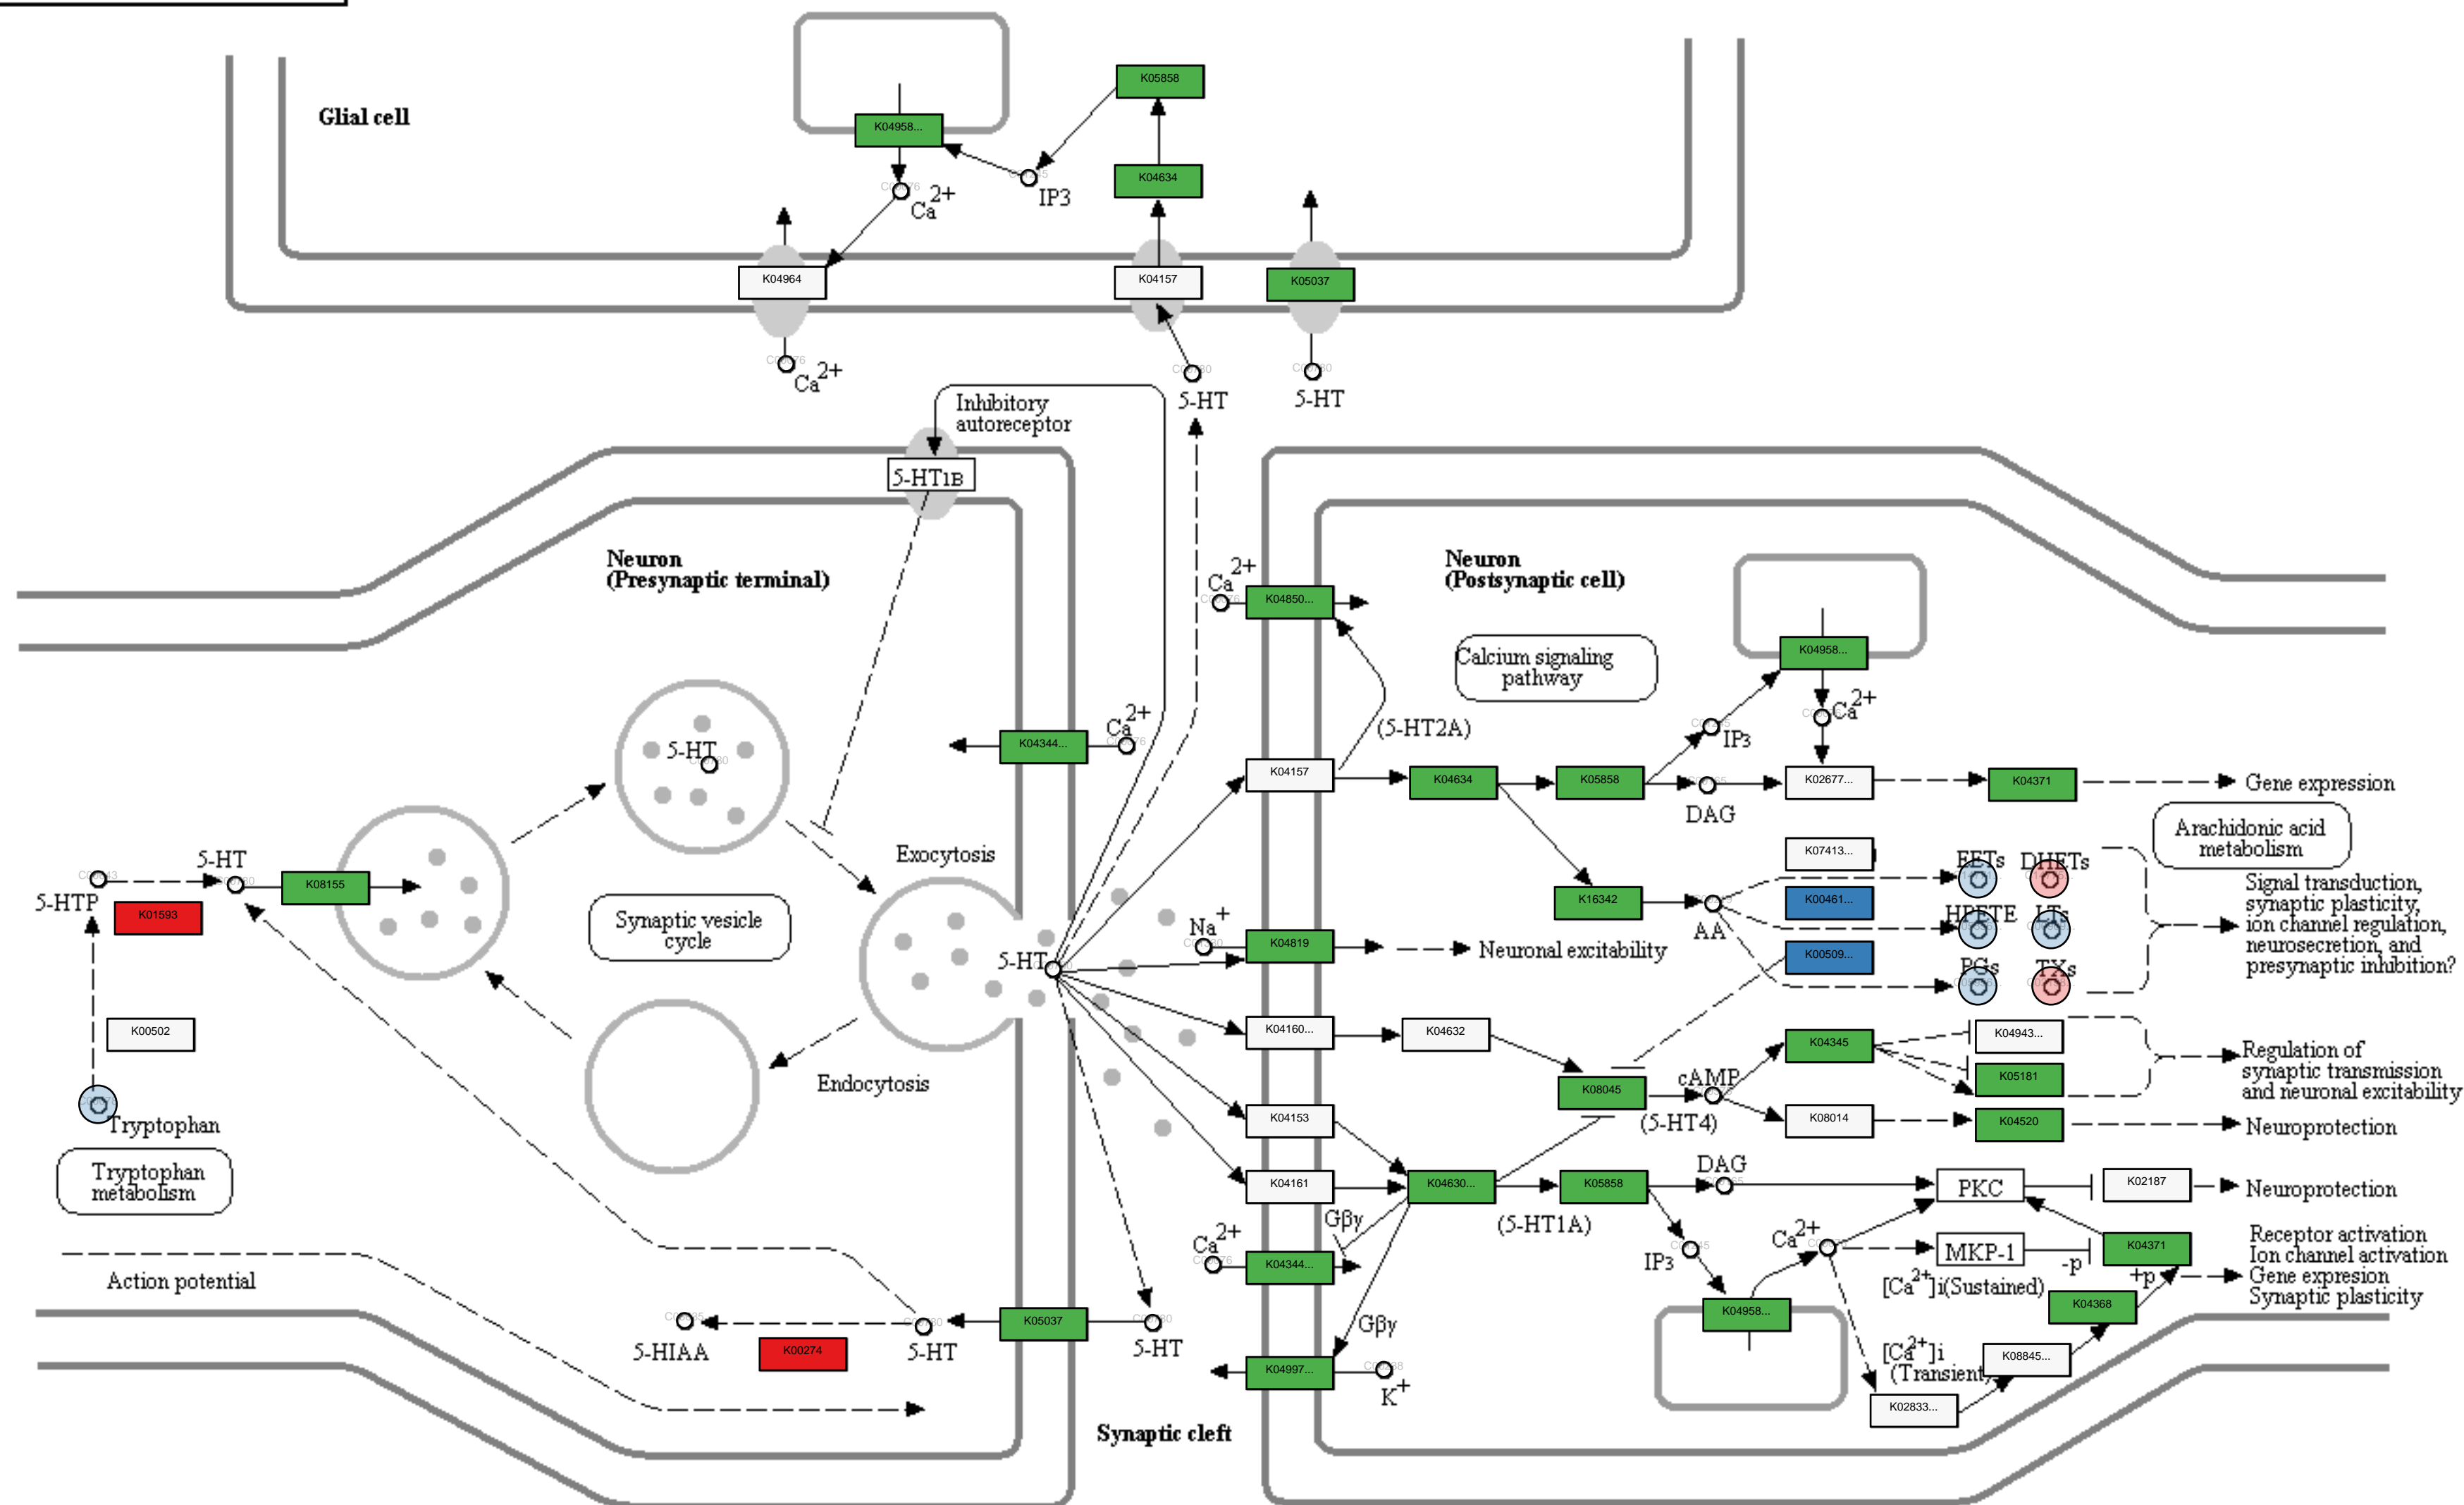 K05858
Glial cell
K04958...
K04634
Ca2+
IP3
K04964
K04157
K05037
Ca2+
5-HT
5-HT
Inhibitory
autoreceptor
5-HT1B
Neuron
(Presynaptic terminal)
Neuron
(Postsynaptic cell)
Ca2+
K04850...
Calcium signaling
pathway
K04958...
Ca2+
(5-HT2A)
IP3
Ca2+
K04344...
5-HT
K04157
K04634
K05858
DAG
K02677...
K04371
Gene expression
Arachidonic acid
metabolism
K07413...
EETs
DHETs
Exocytosis
5-HT
5-HTP
K08155
K01593
K16342
AA
K00461...
HPETE
LTs
Signal transduction,
synaptic plasticity,
ion channel regulation,
neurosecretion, and
presynaptic inhibition?
Synaptic vesicle
cycle
Na+
K04819
Neuronal excitability
K00509...
PGs
TXs
5-HT
K00502
K04160...
K04632
K04345
K04943...
K05181
Regulation of
synaptic transmission
and neuronal excitability
Endocytosis
K08045
cAMP
(5-HT4)
K04153
K08014
K04520
Neuroprotection
Tryptophan
Tryptophan
metabolism
K04161
K04630...
K05858
DAG
PKC
K02187
Neuroprotection
(5-HT1A)
Gβγ
Ca2+
K04344...
IP3
Ca2+
MKP-1
-p
K04371
+p
Receptor activation
Ion channel activation
Gene expresion
Synaptic plasticity
[Ca2+]i(Sustained)
K04368
Action potential
K04958...
5-HIAA
K00274
5-HT
K05037
5-HT
Gβγ
K04997...
K+
[Ca2+]i
(Transient)
K08845...
K02833...
Synaptic cleft